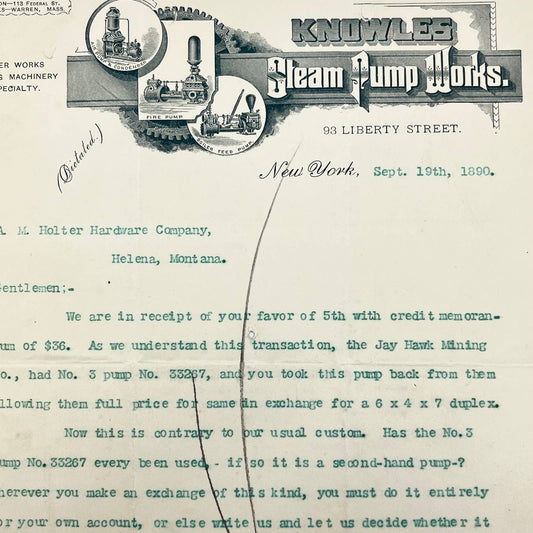 ON—113 FEDERAL ST.
S—WARREN, MASS.
ER WORKS
G MACHINERY
PECIALTY.
KNOWLES
Steam Pump Works.
AIR PUMP & CONDENSER
FIRE PUMP
BOILER FEED PUMP
93 LIBERTY STREET.
(Dictated.)
New York, Sept. 19th, 1890.
A. M. Holter Hardware Company,
Helena, Montana.
Gentlemen;-
We are in receipt of your favor of 5th with credit memoran-
um of $36. As we understand this transaction, the Jay Hawk Mining
o., had No. 3 pump No. 33267, and you took this pump back from them
llowing them full price for same in exchange for a 6 x 4 x 7 duplex.
Now this is contrary to our usual custom. Has the No.3
ump No.33267 every been used,- if so it is a second-hand pump-?
herever you make an exchange of this kind, you must do it entirely
or your own account, or else write us and let us decide whether it